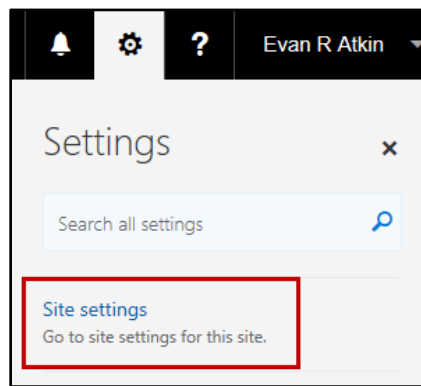 ? Evan R Atkin
Settings
Search all settings
Site settings
Go to site settings for this site.